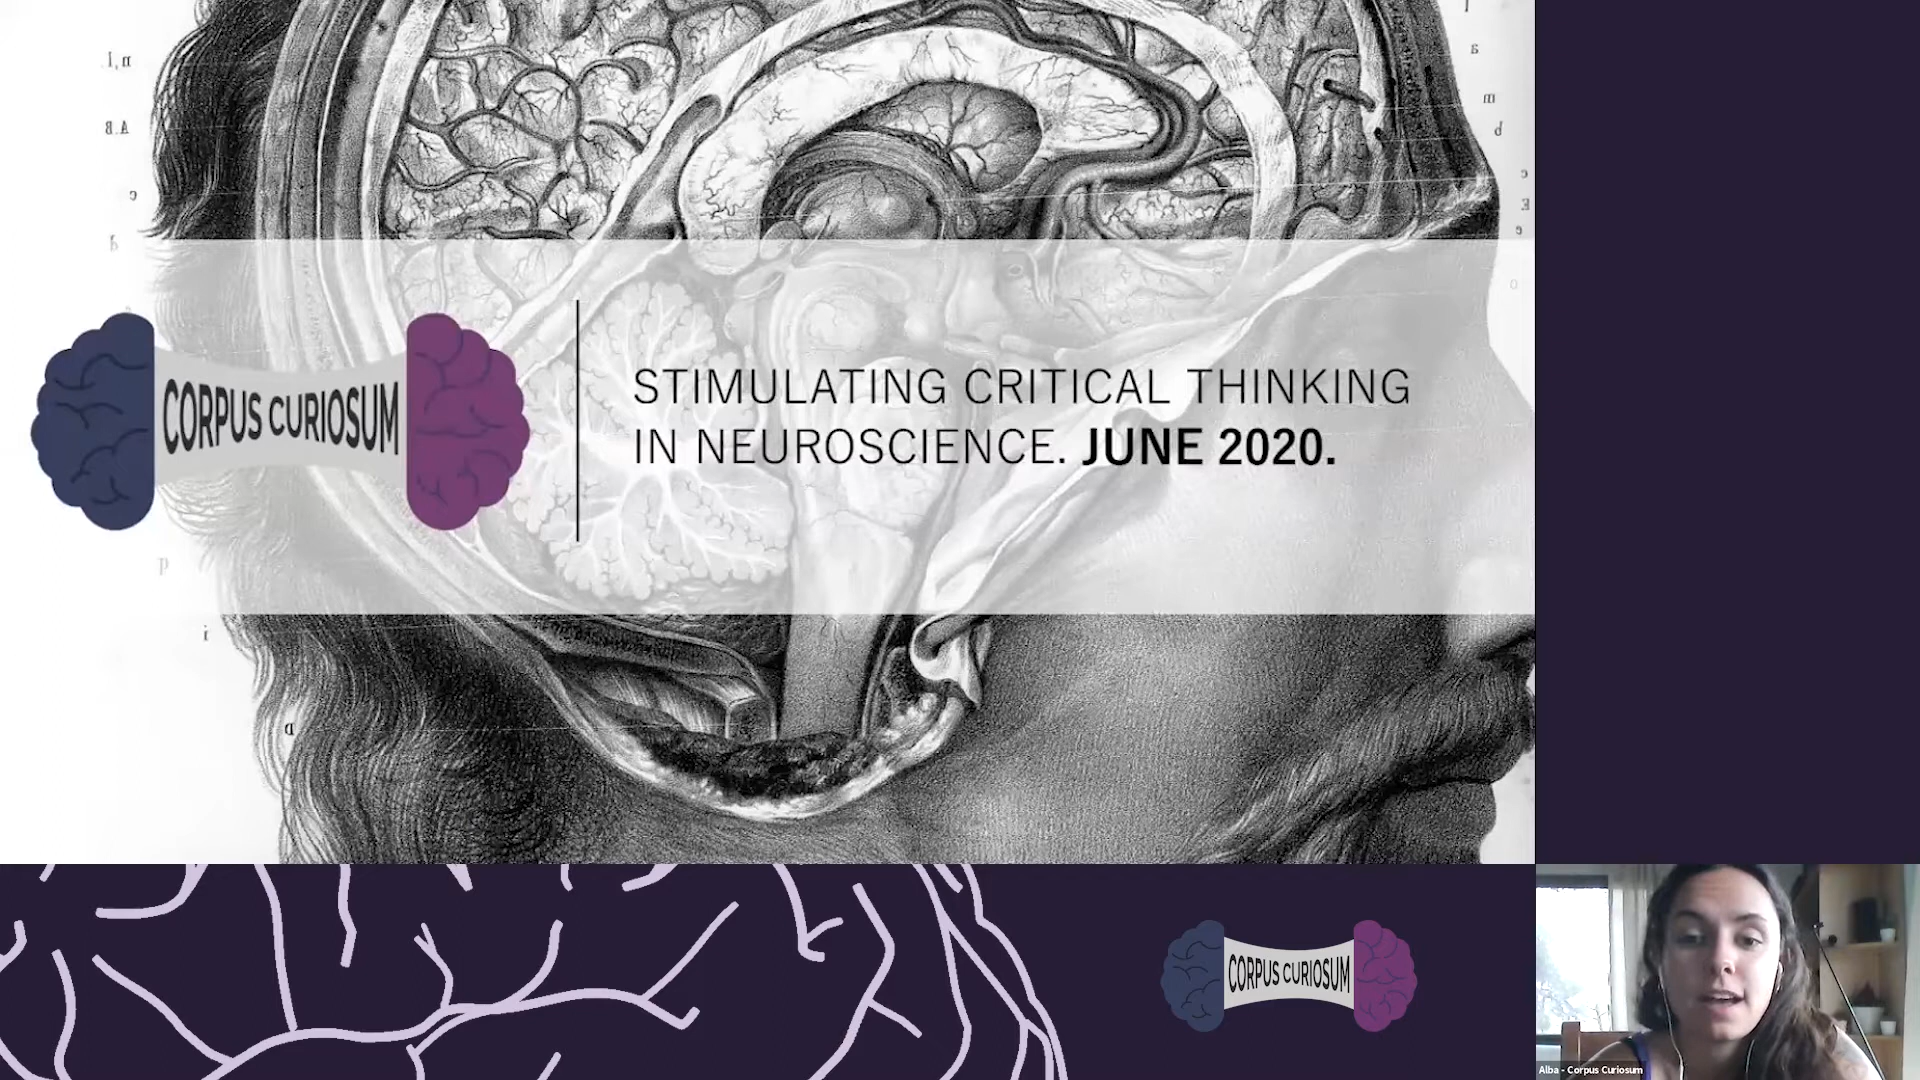 CORPUS CURIOSUM
STIMULATING CRITICAL THINKING
IN NEUROSCIENCE. JUNE 2020.
CORPUS CURIOSUM
Alba - Corpus Curiosum